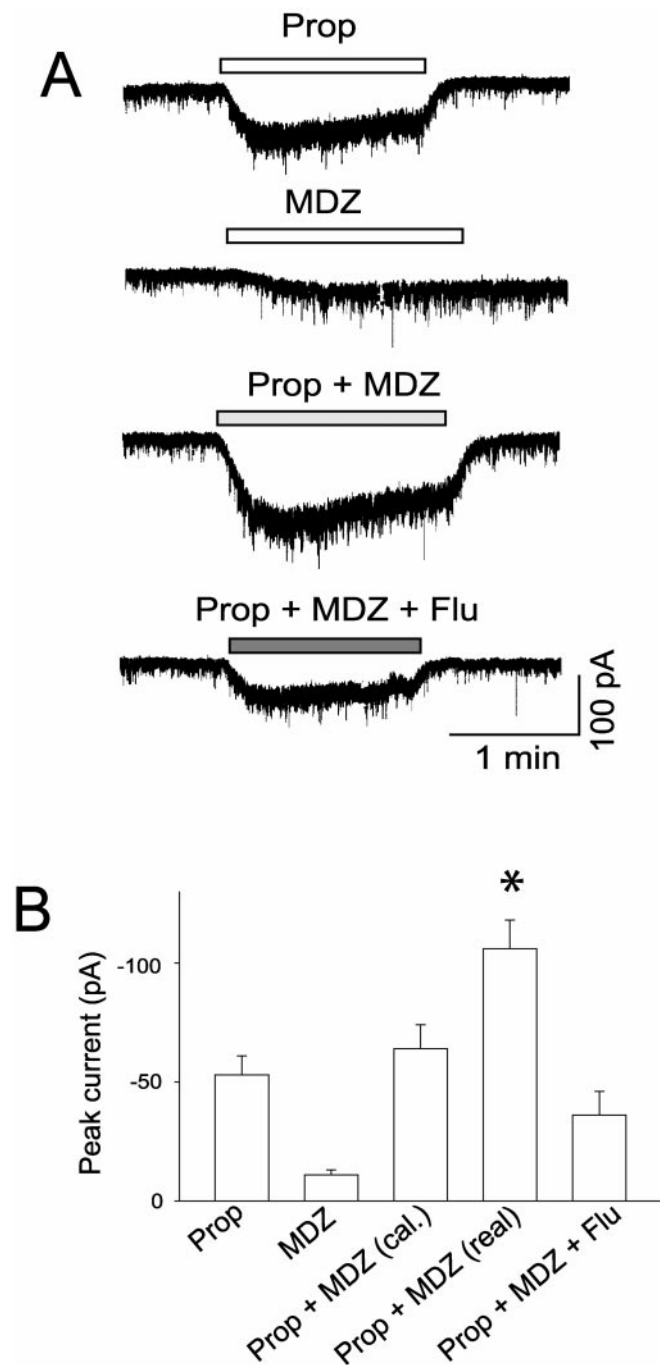 A
Prop
MDZ
Prop + MDZ
Prop + MDZ + Flu
100 pA
1 min
B
*
Peak current (pA)
-100
-50
0
Prop
MDZ
Prop + MDZ (cal.)
Prop + MDZ (real)
Prop + MDZ + Flu